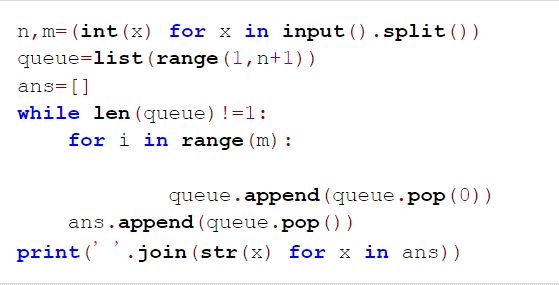 n,m=(int(x) for x in input().split())
queue=list(range(1,n+1))
ans=[]
while len(queue)!=1:
    for i in range(m):
            queue.append(queue.pop(0))
    ans.append(queue.pop())
print(' '.join(str(x) for x in ans))